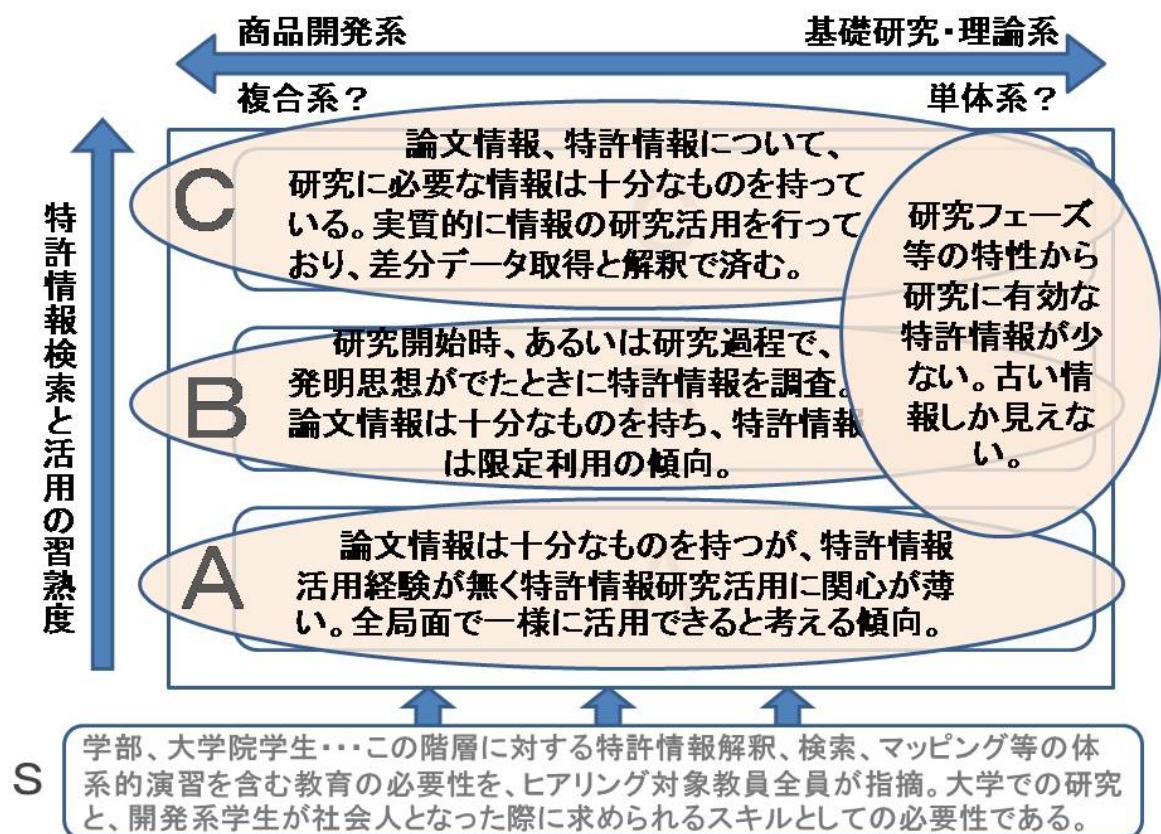 商品開発系
基礎研究・理論系
複合系？
単体系？
特許情報検索と活用の習熟度
C
論文情報、特許情報について、
研究に必要な情報は十分なものを持って
いる。実質的に情報の研究活用を行って
おり、差分データ取得と解釈で済む。
研究フェーズ
等の特性から
研究に有効な
特許情報が少
ない。古い情
報しか見えな
い。
B
研究開始時、あるいは研究過程で、
発明思想がでたときに特許情報を調査。
論文情報は十分なものを持ち、特許情報
は限定利用の傾向。
A
論文情報は十分なものを持つが、特許情報
活用経験が無く特許情報研究活用に関心が薄
い。全局面で一様に活用できると考える傾向。
S
学部、大学院学生・・・この階層に対する特許情報解釈、検索、マッピング等の体
系的演習を含む教育の必要性を、ヒアリング対象教員全員が指摘。大学での研究
と、開発系学生が社会人となった際に求められるスキルとしての必要性である。